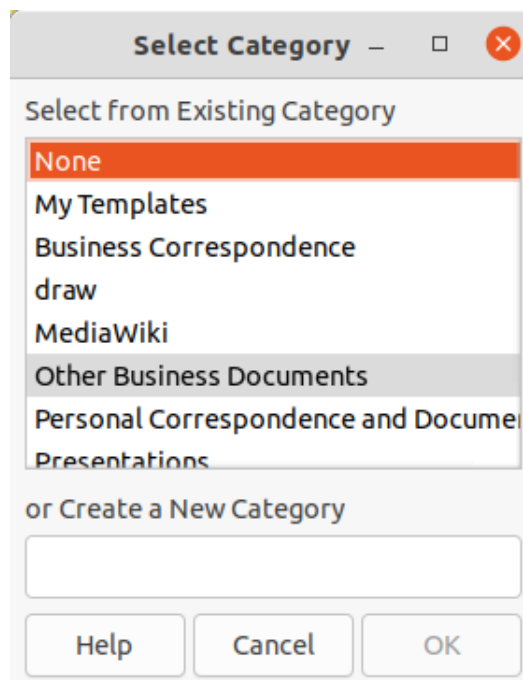 Select Category
Select from Existing Category
None
My Templates
Business Correspondence
draw
MediaWiki
Other Business Documents
Personal Correspondence and Docume
Presentations
or Create a New Category
Help Cancel OK